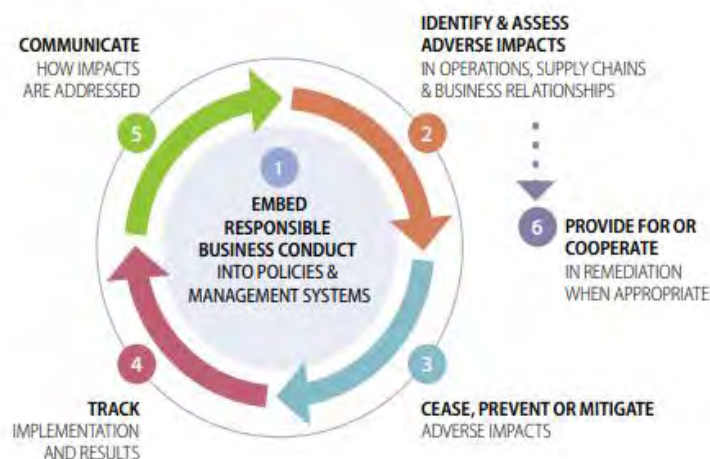 COMMUNICATE
HOW IMPACTS
ARE ADDRESSED
5
IDENTIFY & ASSESS
ADVERSE IMPACTS
IN OPERATIONS, SUPPLY CHAINS
& BUSINESS RELATIONSHIPS
2
1
EMBED
RESPONSIBLE
BUSINESS CONDUCT
INTO POLICIES &
MANAGEMENT SYSTEMS
6
PROVIDE FOR OR
COOPERATE
IN REMEDIATION
WHEN APPROPRIATE
4
TRACK
IMPLEMENTATION
AND RESULTS
3
CEASE, PREVENT OR MITIGATE
ADVERSE IMPACTS